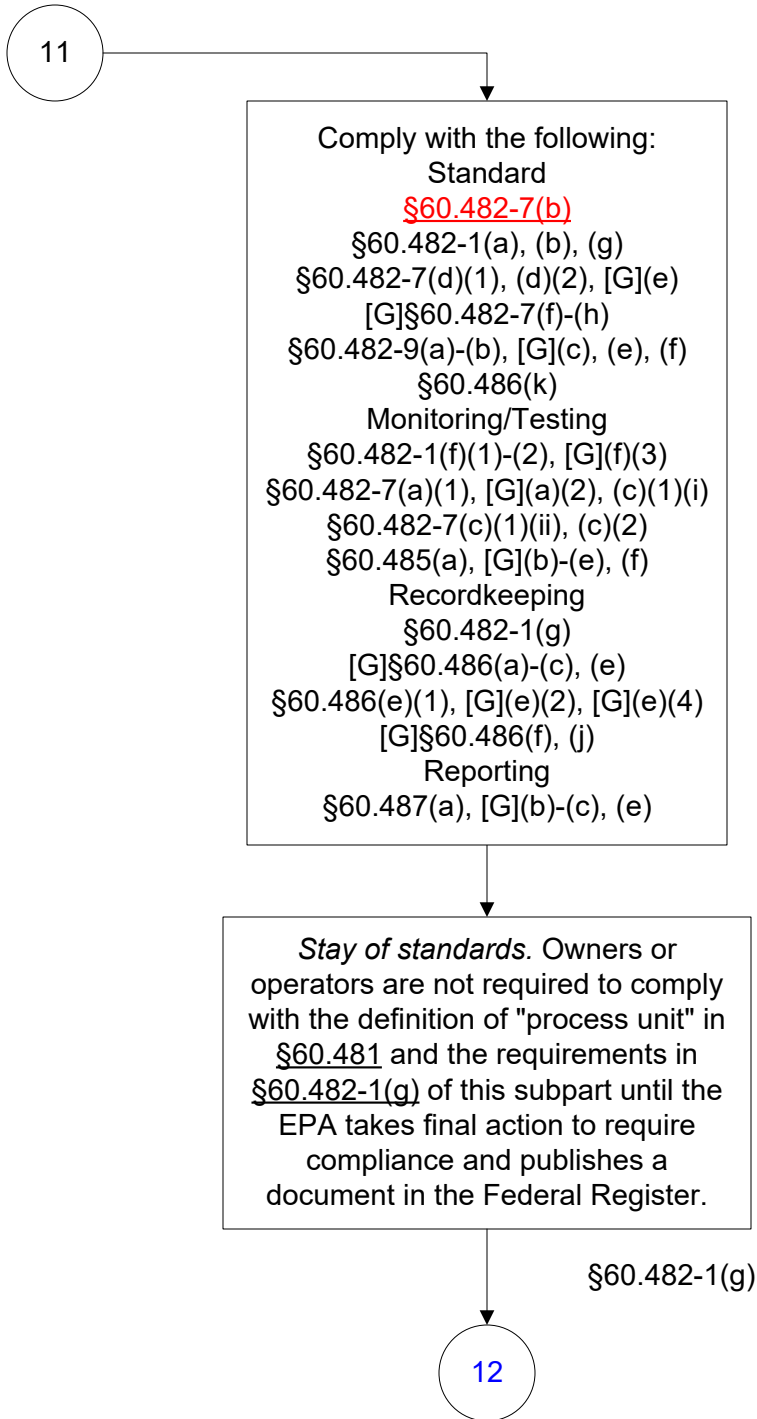 11
Comply with the following:
Standard
§60.482-7(b)
§60.482-1(a), (b), (g)
§60.482-7(d)(1), (d)(2), [G](e)
[G]§60.482-7(f)-(h)
§60.482-9(a)-(b), [G](c), (e), (f)
§60.486(k)
Monitoring/Testing
§60.482-1(f)(1)-(2), [G](f)(3)
§60.482-7(a)(1), [G](a)(2), (c)(1)(i)
§60.482-7(c)(1)(ii), (c)(2)
§60.485(a), [G](b)-(e), (f)
Recordkeeping
§60.482-1(g)
[G]§60.486(a)-(c), (e)
§60.486(e)(1), [G](e)(2), [G](e)(4)
[G]§60.486(f), (j)
Reporting
§60.487(a), [G](b)-(c), (e)
Stay of standards. Owners or
operators are not required to comply
with the definition of "process unit" in
§60.481 and the requirements in
§60.482-1(g) of this subpart until the
EPA takes final action to require
compliance and publishes a
document in the Federal Register.
§60.482-1(g)
12